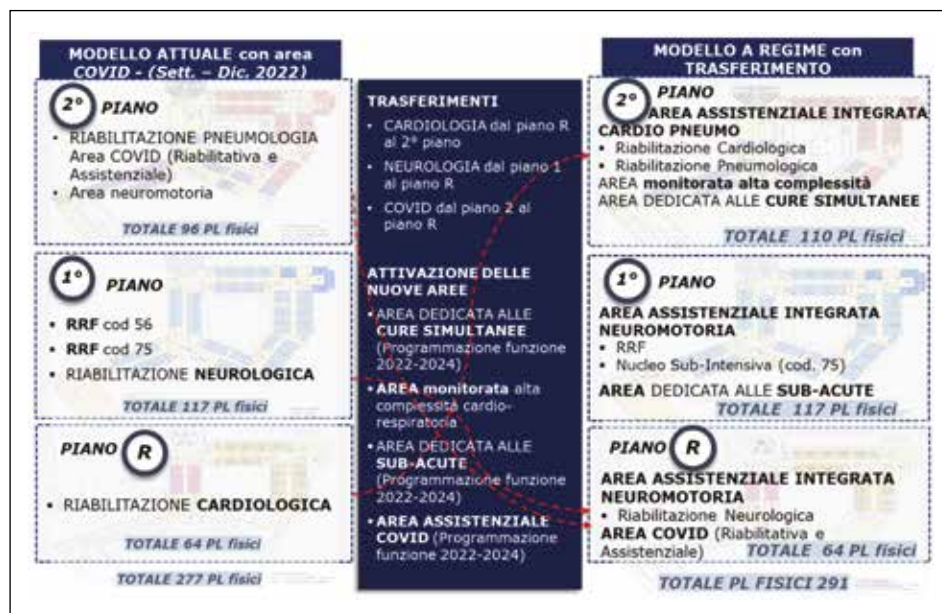 MODELLO ATTUALE con area
COVID - (Sett. – Dic. 2022)
2° PIANO
• RIABILITAZIONE PNEUMOLOGIA
Area COVID (Riabilitativa e
Assistenziale)
• Area neuromotoria
TOTALE 96 PL fisici
1° PIANO
• RRF cod 56
• RRF cod 75
• RIABILITAZIONE NEUROLOGICA
TOTALE 117 PL fisici
PIANO R
• RIABILITAZIONE CARDIOLOGICA
TOTALE 64 PL fisici
TOTALE 277 PL fisici
TRASFERIMENTI
• CARDIOLOGIA dal piano R
al 2° piano
• NEUROLOGIA dal piano 1
al piano R
• COVID dal piano 2 al
piano R
ATTIVAZIONE DELLE
NUOVE AREE
• AREA DEDICATA ALLE
CURE SIMULTANEE
(Programmazione funzione
2022-2024)
• AREA monitorata alta
complessità cardio-
respiratoria
• AREA DEDICATA ALLE
SUB-ACUTE
(Programmazione funzione
2022-2024)
• AREA ASSISTENZIALE
COVID (Programmazione
funzione 2022-2024)
MODELLO A REGIME con
TRASFERIMENTO
2° PIANO
AREA ASSISTENZIALE INTEGRATA
CARDIO PNEUMO
• Riabilitazione Cardiologica
• Riabilitazione Pneumologica
AREA monitorata alta complessità
AREA DEDICATA ALLE CURE SIMULTANEE
TOTALE 110 PL fisici
1° PIANO
AREA ASSISTENZIALE INTEGRATA
NEUROMOTORIA
• RRF
• Nucleo Sub-Intensiva (cod. 75)
AREA DEDICATA ALLE SUB-ACUTE
TOTALE 117 PL fisici
PIANO R
AREA ASSISTENZIALE INTEGRATA
NEUROMOTORIA
• Riabilitazione Neurologica
AREA COVID (Riabilitativa e
Assistenziale) TOTALE 64 PL fisici
TOTALE PL FISICI 291